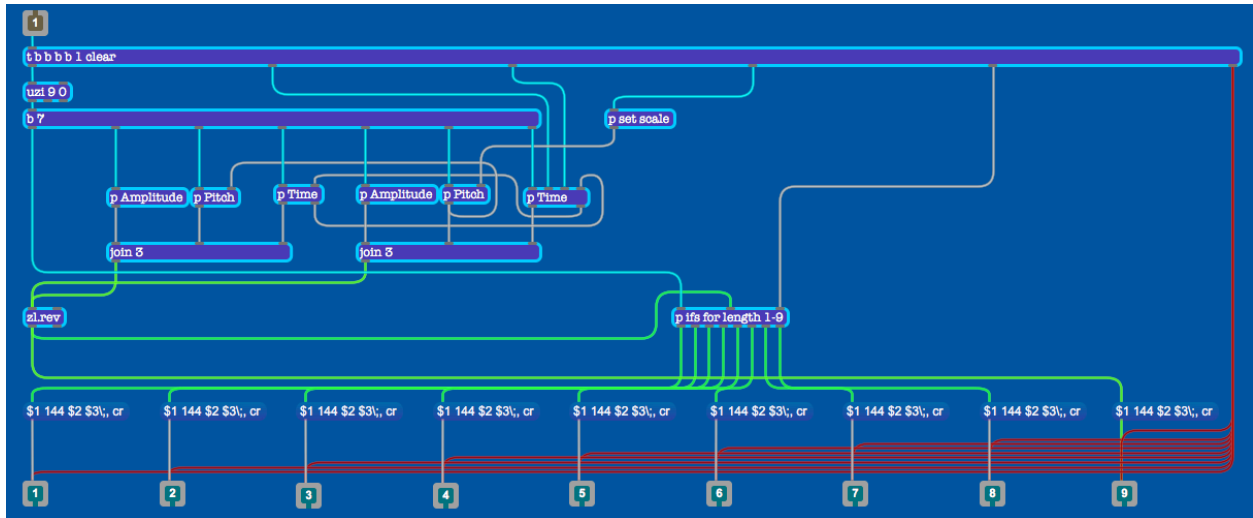 1
t b b b b 1 clear
uzi 9 0
b 7
p set scale
p Amplitude
p Pitch
p Time
p Amplitude
p Pitch
p Time
join 3
join 3
zl.rev
p ifs for length 1-9
$1 144 $2 $3\;, cr
$1 144 $2 $3\;, cr
$1 144 $2 $3\;, cr
$1 144 $2 $3\;, cr
$1 144 $2 $3\;, cr
$1 144 $2 $3\;, cr
$1 144 $2 $3\;, cr
$1 144 $2 $3\;, cr
$1 144 $2 $3\;, cr
1
2
3
4
5
6
7
8
9